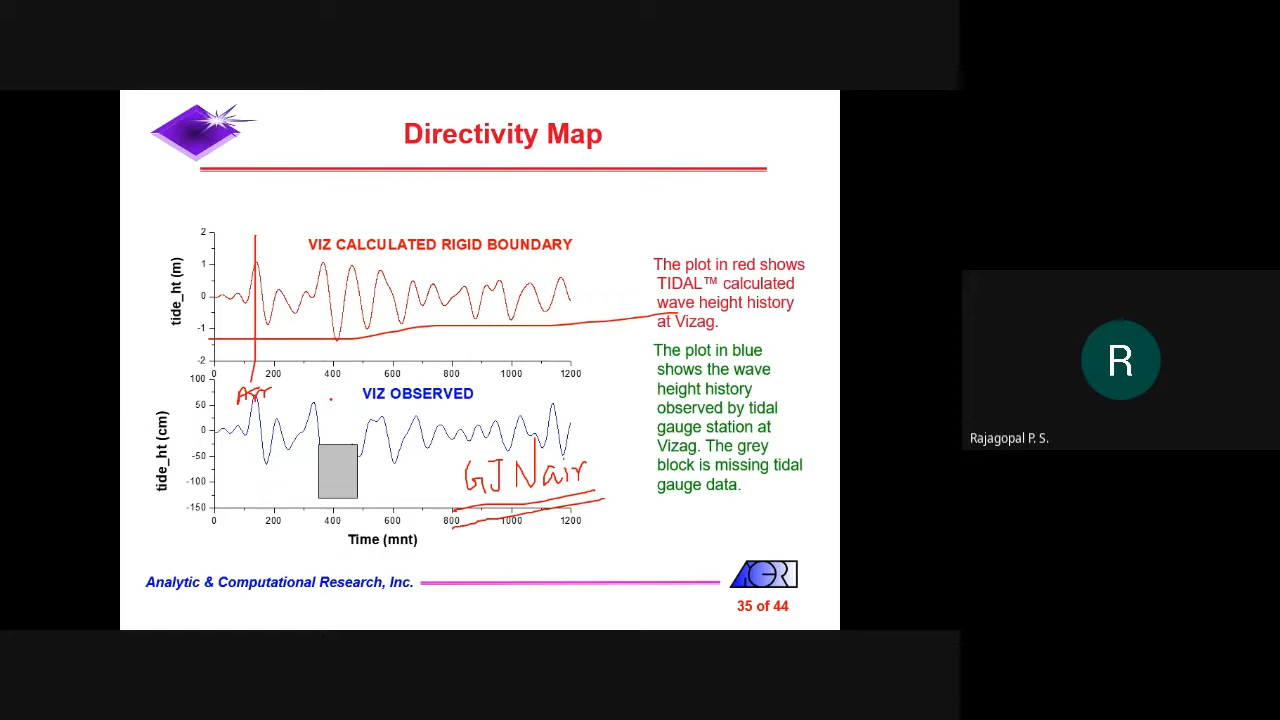 Directivity Map
VIZ CALCULATED RIGID BOUNDARY
tide_ht (m)
2
1
0
-1
-2
0 200 400 600 800 1000 1200
VIZ OBSERVED
tide_ht (cm)
100
50
0
-50
-100
-150
0 200 400 600 800 1000 1200
Time (mnt)
GJ Nair
The plot in red shows
TIDAL™ calculated
wave height history
at Vizag.
The plot in blue
shows the wave
height history
observed by tidal
gauge station at
Vizag. The grey
block is missing tidal
gauge data.
Analytic & Computational Research, Inc.
ACRi
35 of 44
R
Rajagopal P. S.